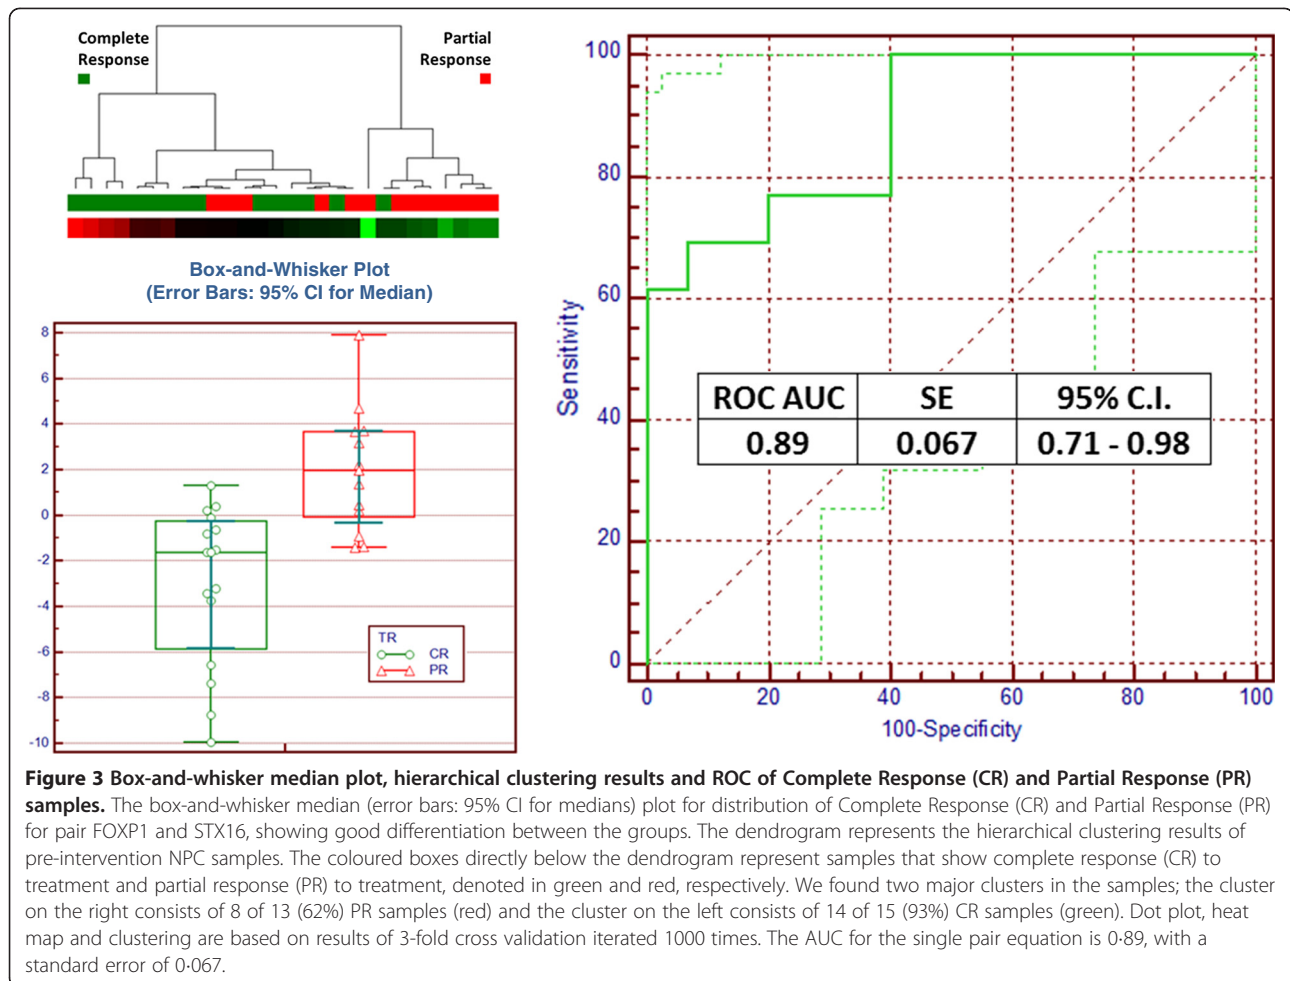 Complete
Response
Partial
Response
Box-and-Whisker Plot
(Error Bars: 95% CI for Median)
8
6
4
2
0
-2
-4
-6
-8
-10
TR
CR
PR
100
80
60
40
20
0
Sensitivity
ROC AUC SE 95% C.I.
0.89 0.067 0.71 - 0.98
0 20 40 60 80 100
100-Specificity
Figure 3 Box-and-whisker median plot, hierarchical clustering results and ROC of Complete Response (CR) and Partial Response (PR)
samples. The box-and-whisker median (error bars: 95% CI for medians) plot for distribution of Complete Response (CR) and Partial Response (PR)
for pair FOXP1 and STX16, showing good differentiation between the groups. The dendrogram represents the hierarchical clustering results of
pre-intervention NPC samples. The coloured boxes directly below the dendrogram represent samples that show complete response (CR) to
treatment and partial response (PR) to treatment, denoted in green and red, respectively. We found two major clusters in the samples; the cluster
on the right consists of 8 of 13 (62%) PR samples (red) and the cluster on the left consists of 14 of 15 (93%) CR samples (green). Dot plot, heat
map and clustering are based on results of 3-fold cross validation iterated 1000 times. The AUC for the single pair equation is 0·89, with a
standard error of 0·067.